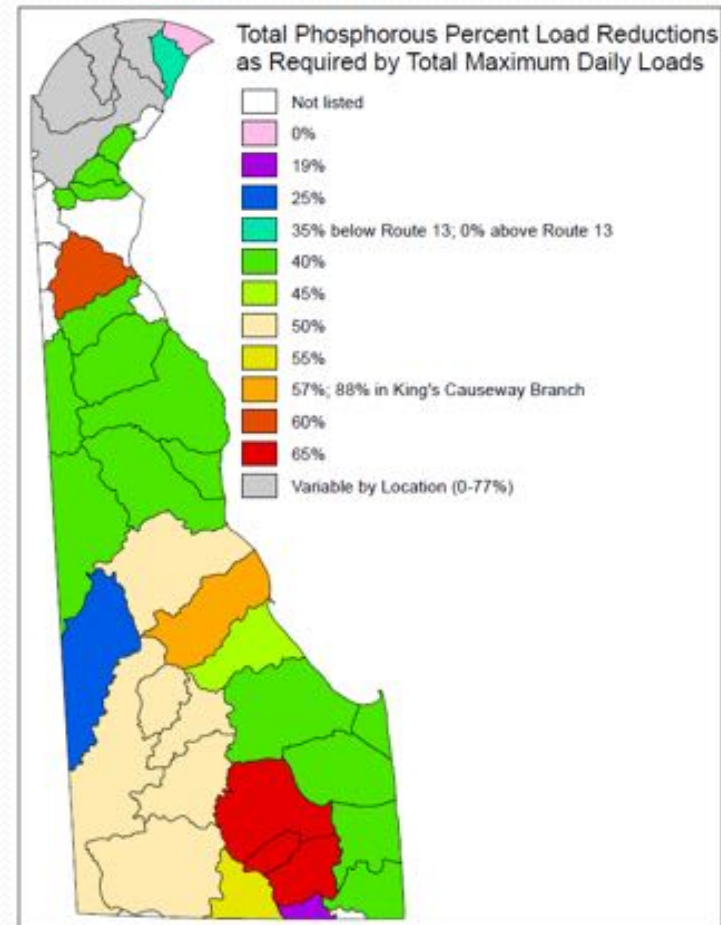 Total Phosphorous Percent Load Reductions
as Required by Total Maximum Daily Loads
Not listed
0%
19%
25%
35% below Route 13; 0% above Route 13
40%
45%
50%
55%
57%; 88% in King's Causeway Branch
60%
65%
Variable by Location (0-77%)